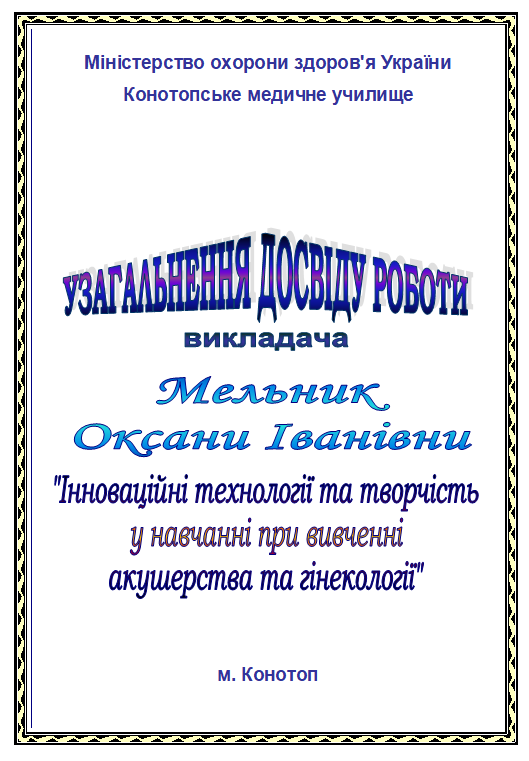 Міністерство охорони здоров'я України
Конотопське медичне училище
УЗАГАЛЬНЕННЯ ДОСВІДУ РОБОТИ
викладача
Мельник
Оксани Іванівни
"Інноваційні технології та творчість
у навчанні при вивченні
акушерства та гінекології"
м. Конотоп